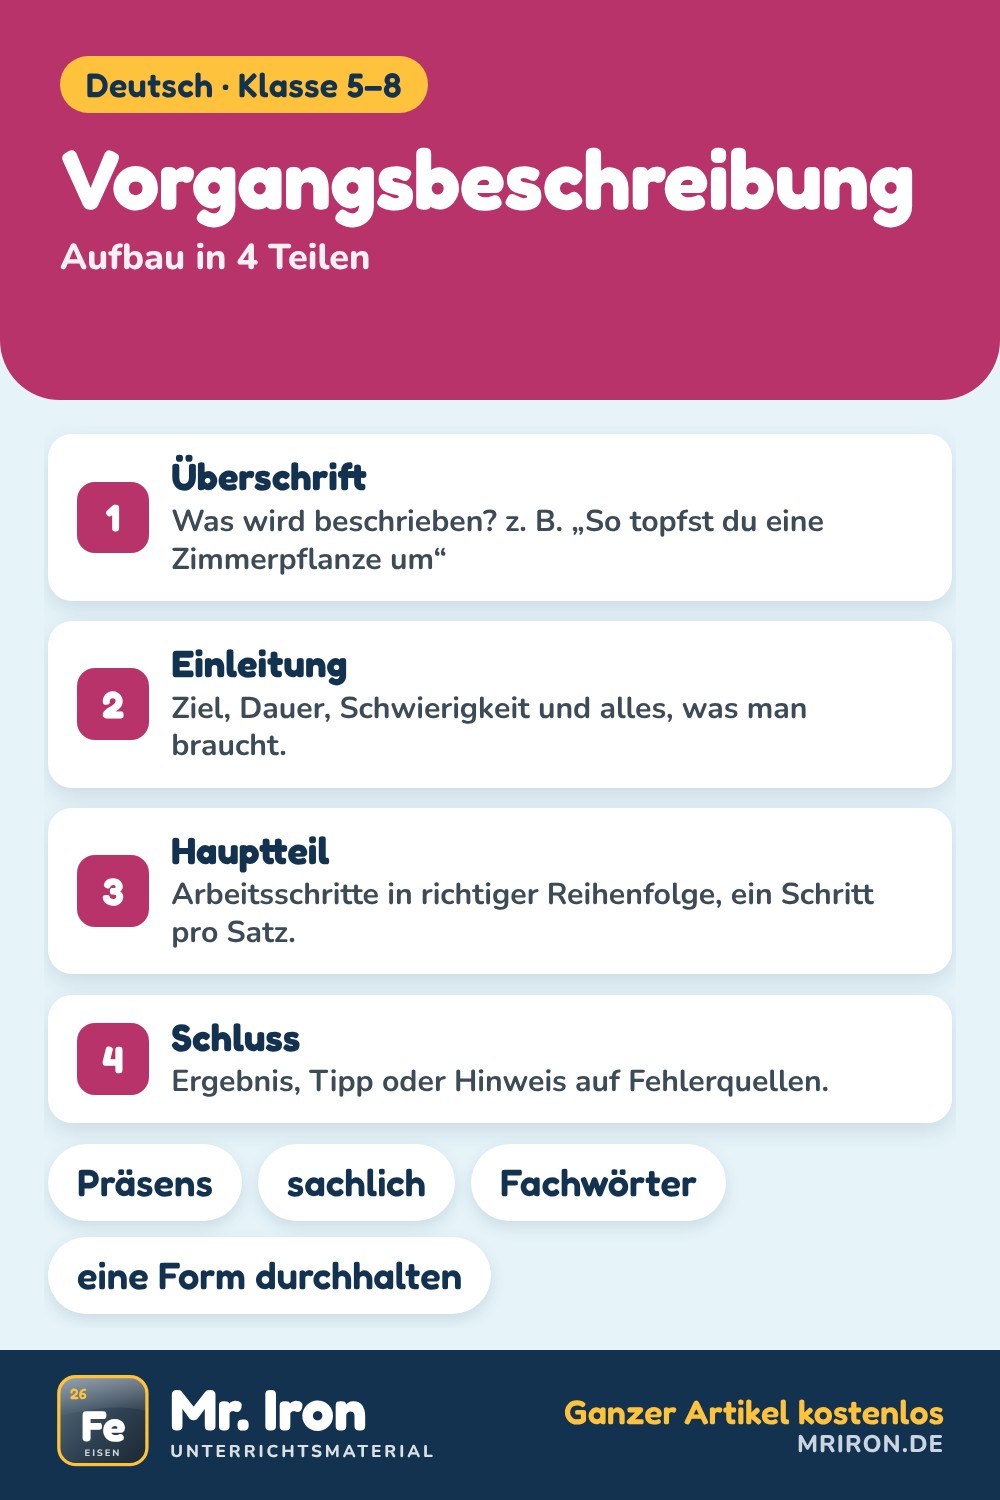 Deutsch · Klasse 5–8
Vorgangsbeschreibung
Aufbau in 4 Teilen
1
Überschrift
Was wird beschrieben? z. B. „So topfst du eine
Zimmerpflanze um“
2
Einleitung
Ziel, Dauer, Schwierigkeit und alles, was man
braucht.
3
Hauptteil
Arbeitsschritte in richtiger Reihenfolge, ein Schritt
pro Satz.
4
Schluss
Ergebnis, Tipp oder Hinweis auf Fehlerquellen.
Präsens
sachlich
Fachwörter
eine Form durchhalten
26
Fe
EISEN
Mr. Iron
UNTERRICHTSMATERIAL
Ganzer Artikel kostenlos
MRIRON.DE